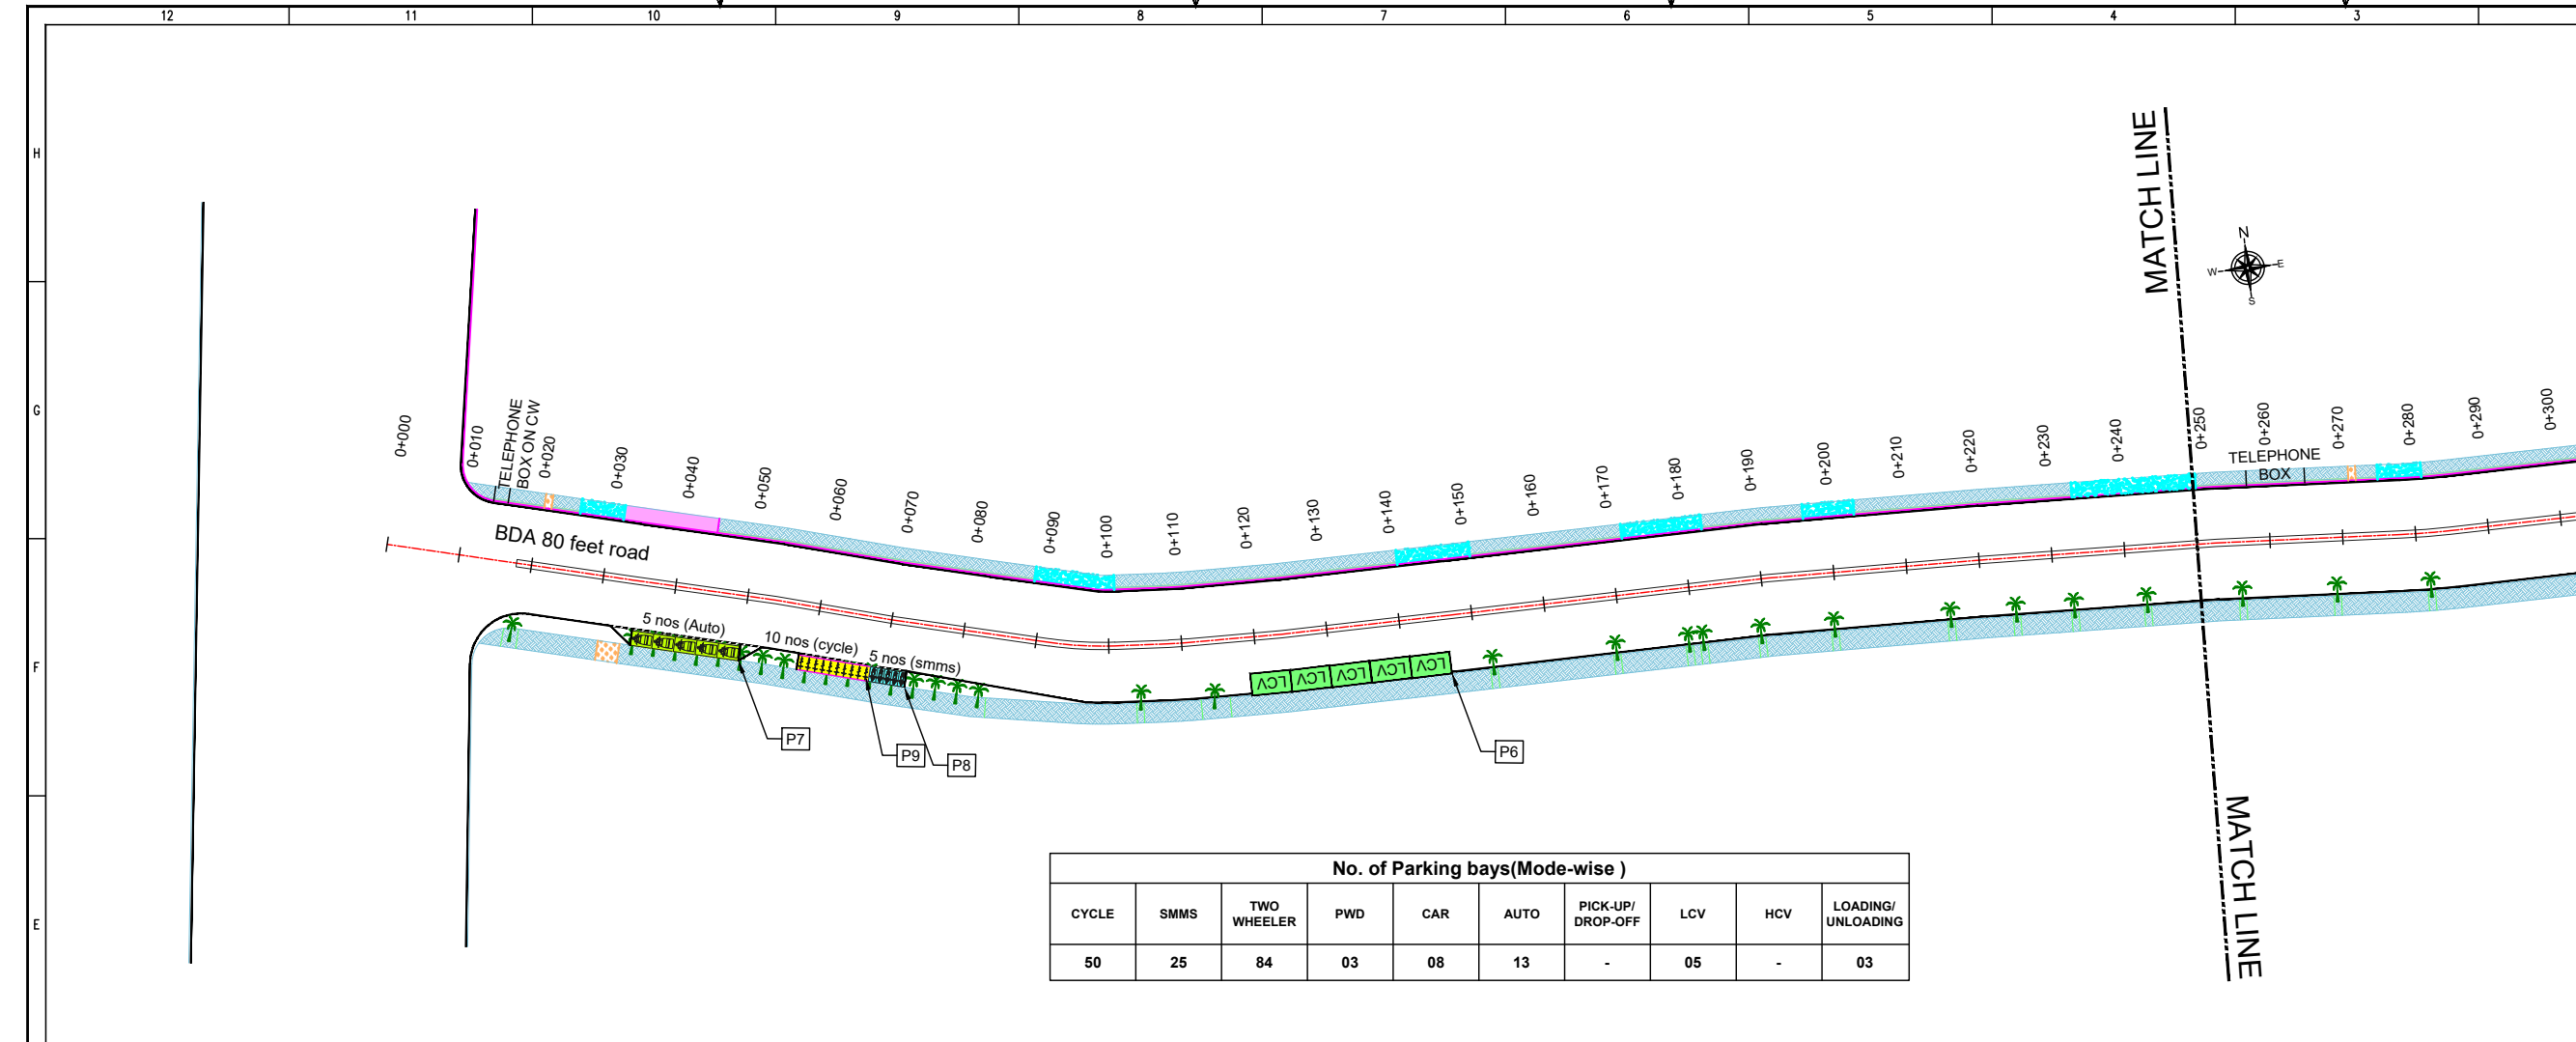 12 11 10 9 8 7 6 5 4 3
H
G
F
E
MATCH LINE
N
W
E
S
0+000
0+010
TELEPHONE
BOX ON CW
0+020
0+030
0+040
0+050
0+060
0+070
0+080
0+090
0+100
0+110
0+120
0+130
0+140
0+150
0+160
0+170
0+180
0+190
0+200
0+210
0+220
0+230
0+240
0+250
0+260
0+270
0+280
0+290
0+300
TELEPHONE
BOX
BDA 80 feet road
5 nos (Auto)
10 nos (cycle)
5 nos (smms)
LCV LCV LCV LCV LCV
P7
P9
P8
P6
MATCH LINE
No. of Parking bays(Mode-wise )
CYCLE SMMS TWO WHEELER PWD CAR AUTO PICK-UP/ DROP-OFF LCV HCV LOADING/ UNLOADING
50 25 84 03 08 13 - 05 - 03